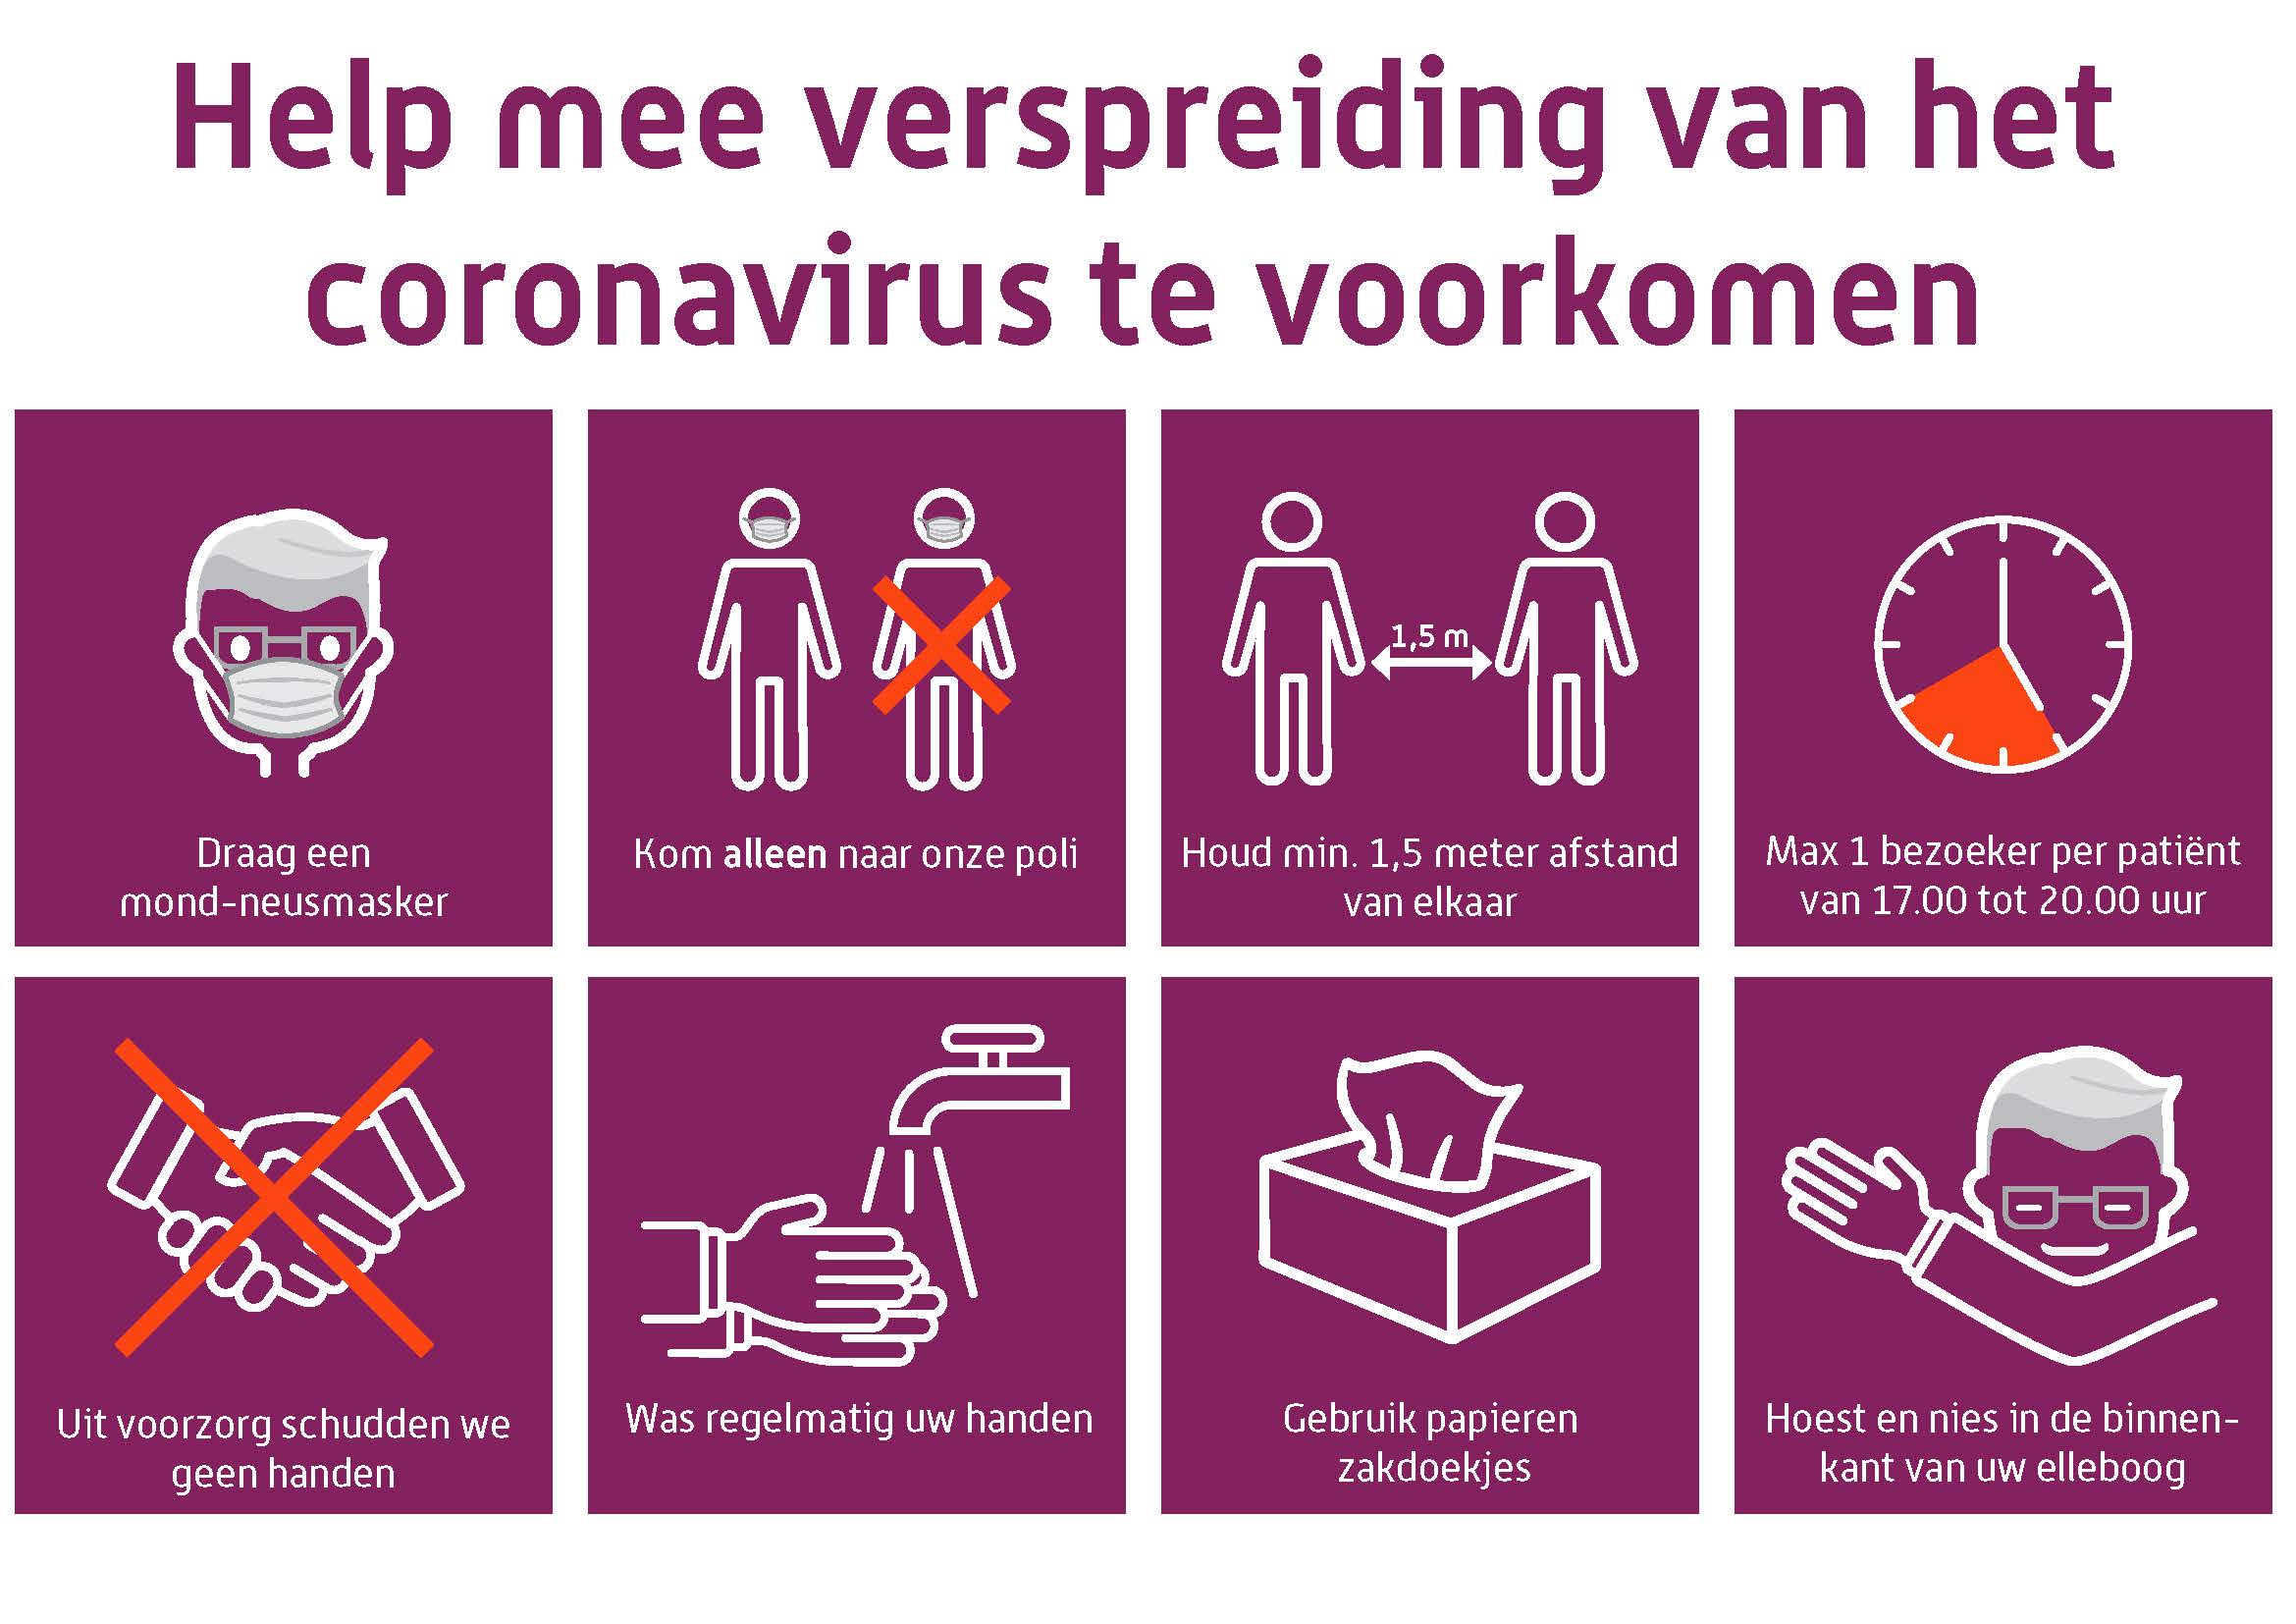 Help mee verspreiding van het
coronavirus te voorkomen
Draag een
mond-neusmasker
Kom alleen naar onze poli
1,5 m
Houd min. 1,5 meter afstand
van elkaar
Max 1 bezoeker per patiënt
van 17.00 tot 20.00 uur
Uit voorzorg schudden we
geen handen
Was regelmatig uw handen
Gebruik papieren
zakdoekjes
Hoest en nies in de binnen-
kant van uw elleboog